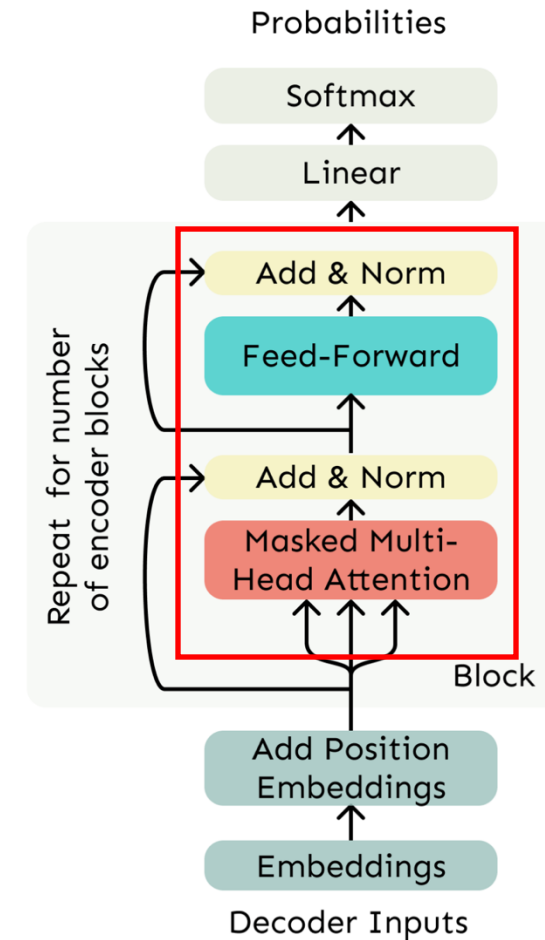 Probabilities
Softmax
Linear
Add & Norm
Feed-Forward
Repeat for number
of encoder blocks
Add & Norm
Masked Multi-
Head Attention
Block
Add Position
Embeddings
Embeddings
Decoder Inputs